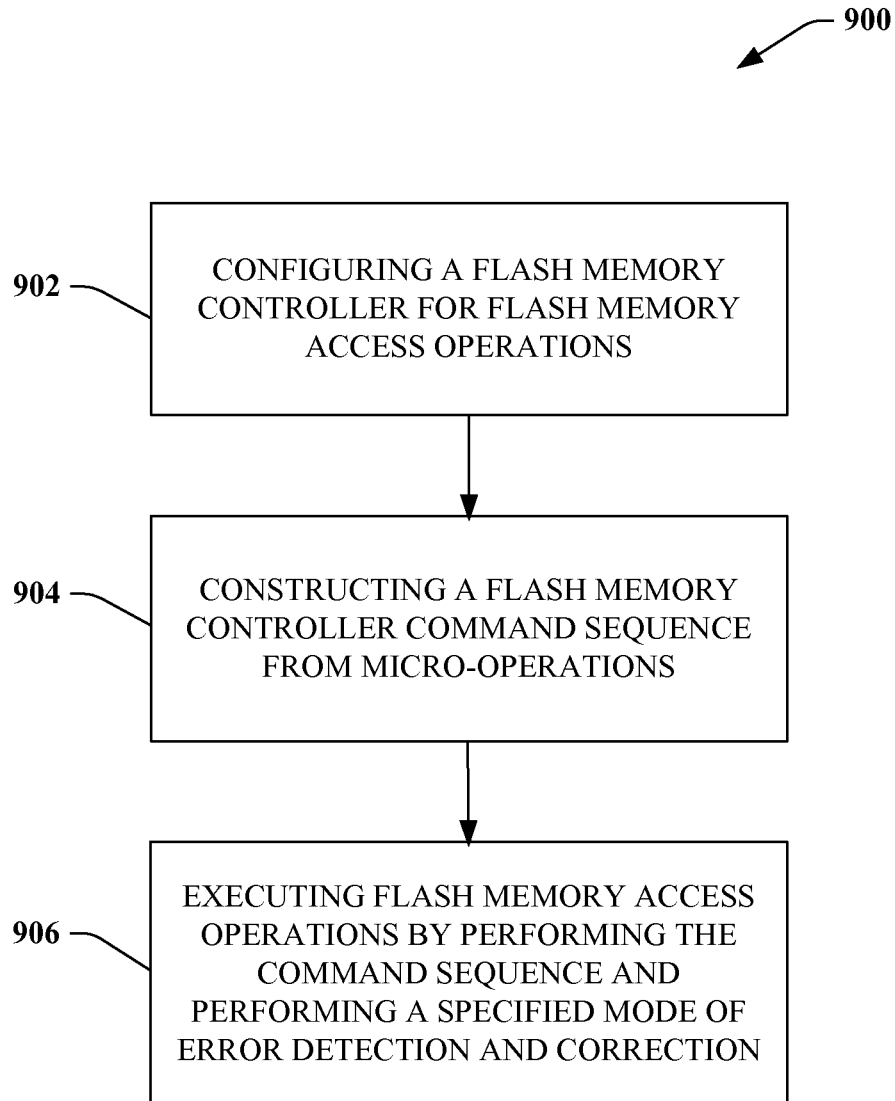 900
902
CONFIGURING A FLASH MEMORY
CONTROLLER FOR FLASH MEMORY
ACCESS OPERATIONS
904
CONSTRUCTING A FLASH MEMORY
CONTROLLER COMMAND SEQUENCE
FROM MICRO-OPERATIONS
906
EXECUTING FLASH MEMORY ACCESS
OPERATIONS BY PERFORMING THE
COMMAND SEQUENCE AND
PERFORMING A SPECIFIED MODE OF
ERROR DETECTION AND CORRECTION